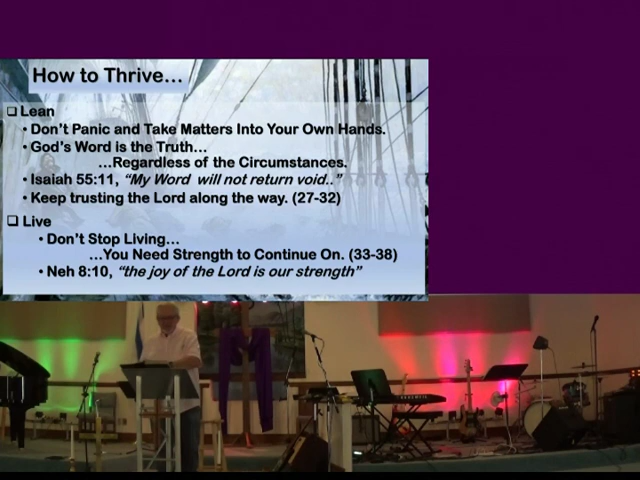 How to Thrive...
❑ Lean
• Don't Panic and Take Matters Into Your Own Hands.
• God's Word is the Truth...
...Regardless of the Circumstances.
• Isaiah 55:11, "My Word will not return void.."
• Keep trusting the Lord along the way. (27-32)
❑ Live
• Don't Stop Living...
...You Need Strength to Continue On. (33-38)
• Neh 8:10, "the joy of the Lord is our strength"